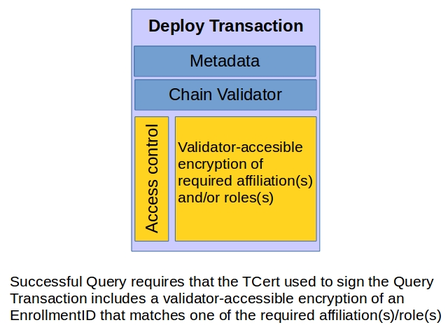 Deploy Transaction
Metadata
Chain Validator
Access control
Validator-accesible
encryption of
required affiliation(s)
and/or roles(s)
Successful Query requires that the TCert used to sign the Query
Transaction includes a validator-accessible encryption of an
EnrollmentID that matches one of the required affiliation(s)/role(s)